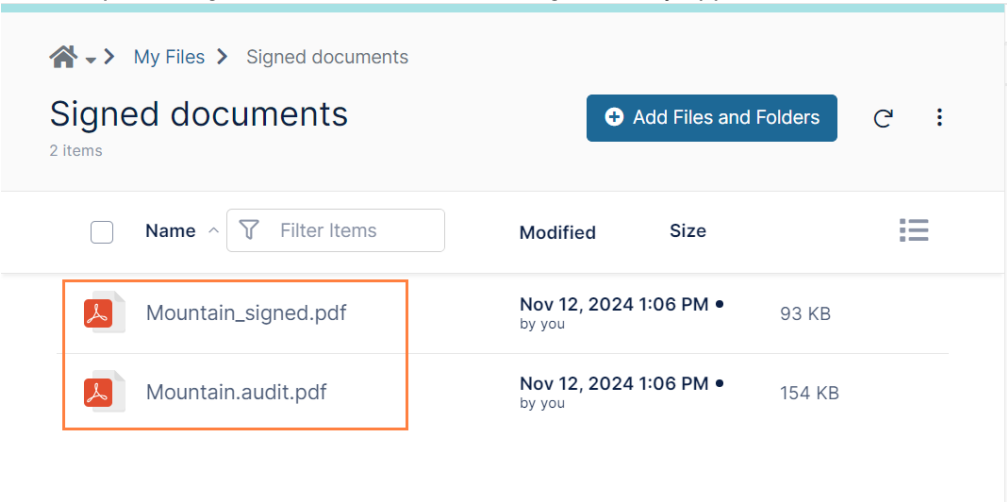 My Files Signed documents
Signed documents
Add Files and Folders
2 items
Name Filter Items Modified Size
Mountain_signed.pdf Nov 12, 2024 1:06 PM 93 KB
by you
Mountain.audit.pdf Nov 12, 2024 1:06 PM 154 KB
by you